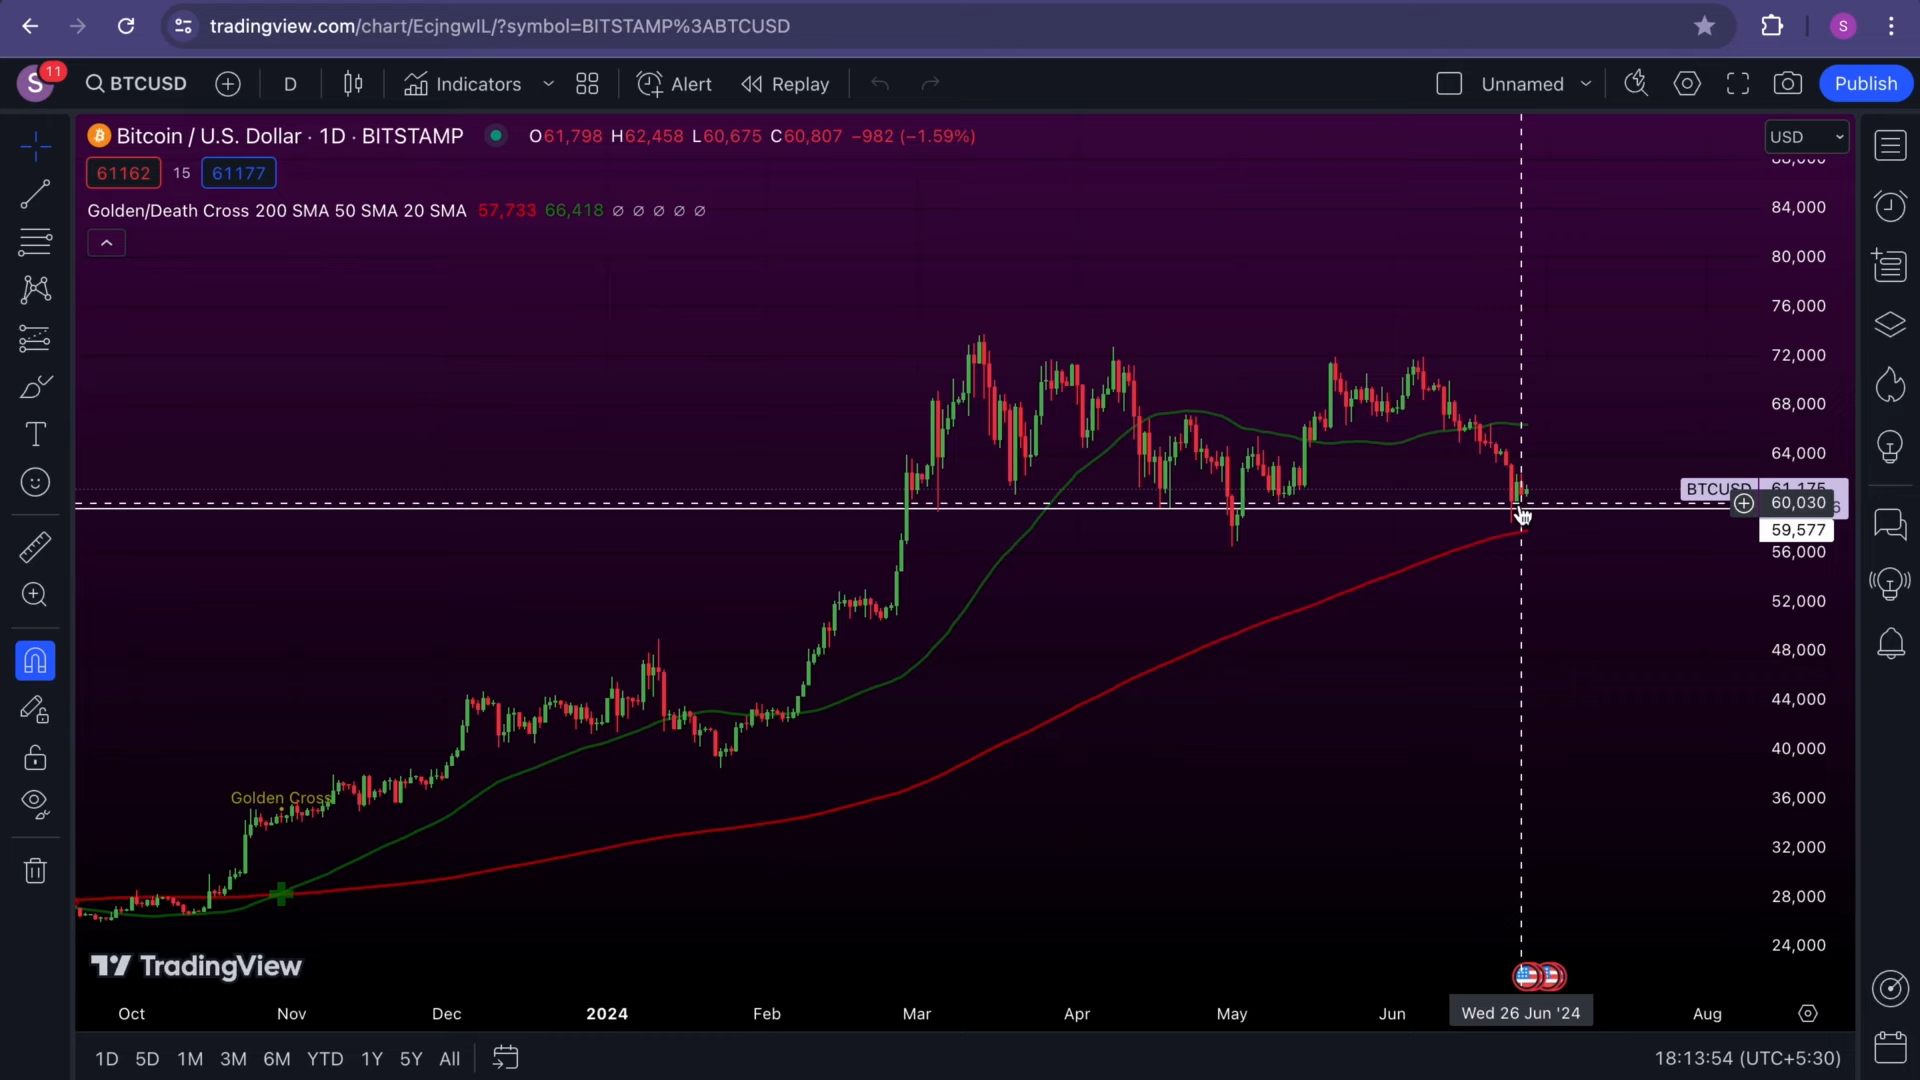 tradingview.com/chart/EcjngwIL/?symbol=BITSTAMP%3ABTCUSD
S
S 11
BTCUSD
D
Indicators
Alert
Replay
Unnamed
Publish
Bitcoin / U.S. Dollar · 1D · BITSTAMP
O61,798 H62,458 L60,675 C60,807 −982 (−1.59%)
USD
61162 15 61177
Golden/Death Cross 200 SMA 50 SMA 20 SMA 57,733 66,418 ∅ ∅ ∅ ∅ ∅
84,000
80,000
76,000
72,000
68,000
64,000
BTCUSD 61,175
60,030
59,577
56,000
52,000
48,000
44,000
40,000
36,000
32,000
28,000
24,000
Golden Cross
TradingView
Oct Nov Dec 2024 Feb Mar Apr May Jun Wed 26 Jun '24 Aug
1D 5D 1M 3M 6M YTD 1Y 5Y All
18:13:54 (UTC+5:30)